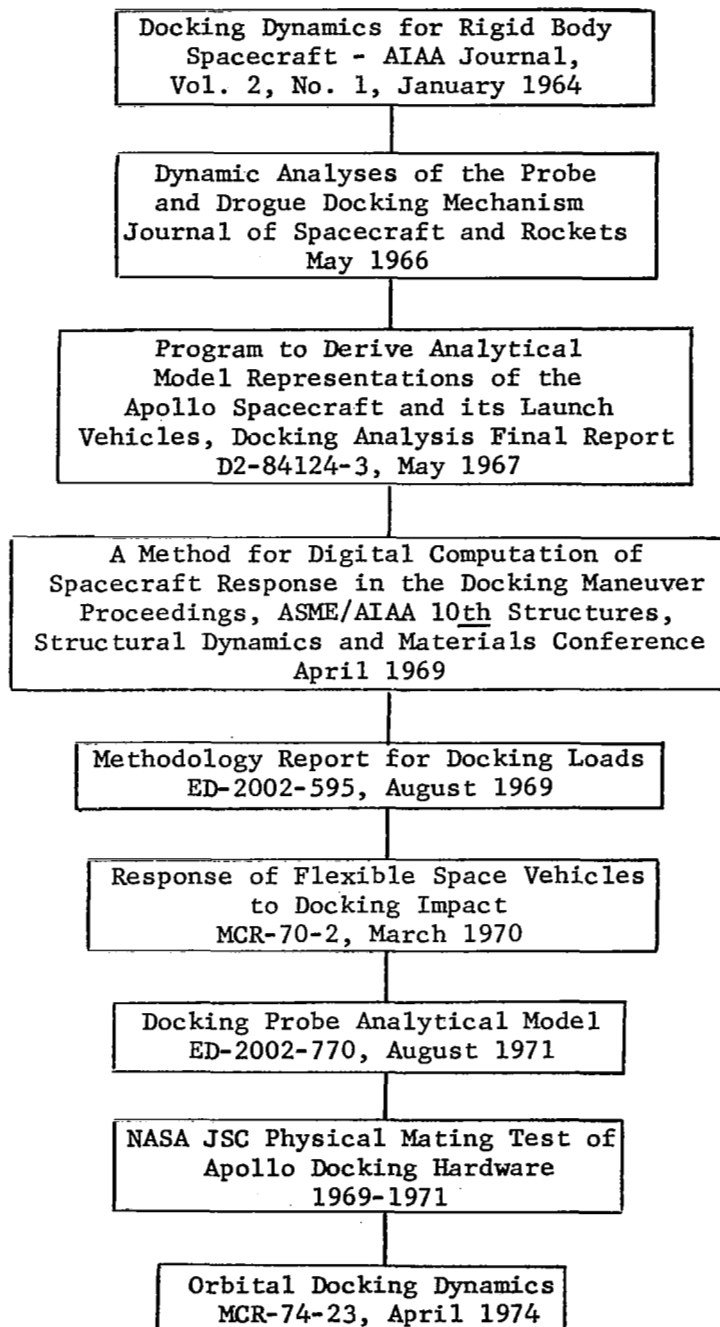 Docking Dynamics for Rigid Body
Spacecraft - AIAA Journal,
Vol. 2, No. 1, January 1964
Dynamic Analyses of the Probe
and Drogue Docking Mechanism
Journal of Spacecraft and Rockets
May 1966
Program to Derive Analytical
Model Representations of the
Apollo Spacecraft and its Launch
Vehicles, Docking Analysis Final Report
D2-84124-3, May 1967
A Method for Digital Computation of
Spacecraft Response in the Docking Maneuver
Proceedings, ASME/AIAA 10th Structures,
Structural Dynamics and Materials Conference
April 1969
Methodology Report for Docking Loads
ED-2002-595, August 1969
Response of Flexible Space Vehicles
to Docking Impact
MCR-70-2, March 1970
Docking Probe Analytical Model
ED-2002-770, August 1971
NASA JSC Physical Mating Test of
Apollo Docking Hardware
1969-1971
Orbital Docking Dynamics
MCR-74-23, April 1974